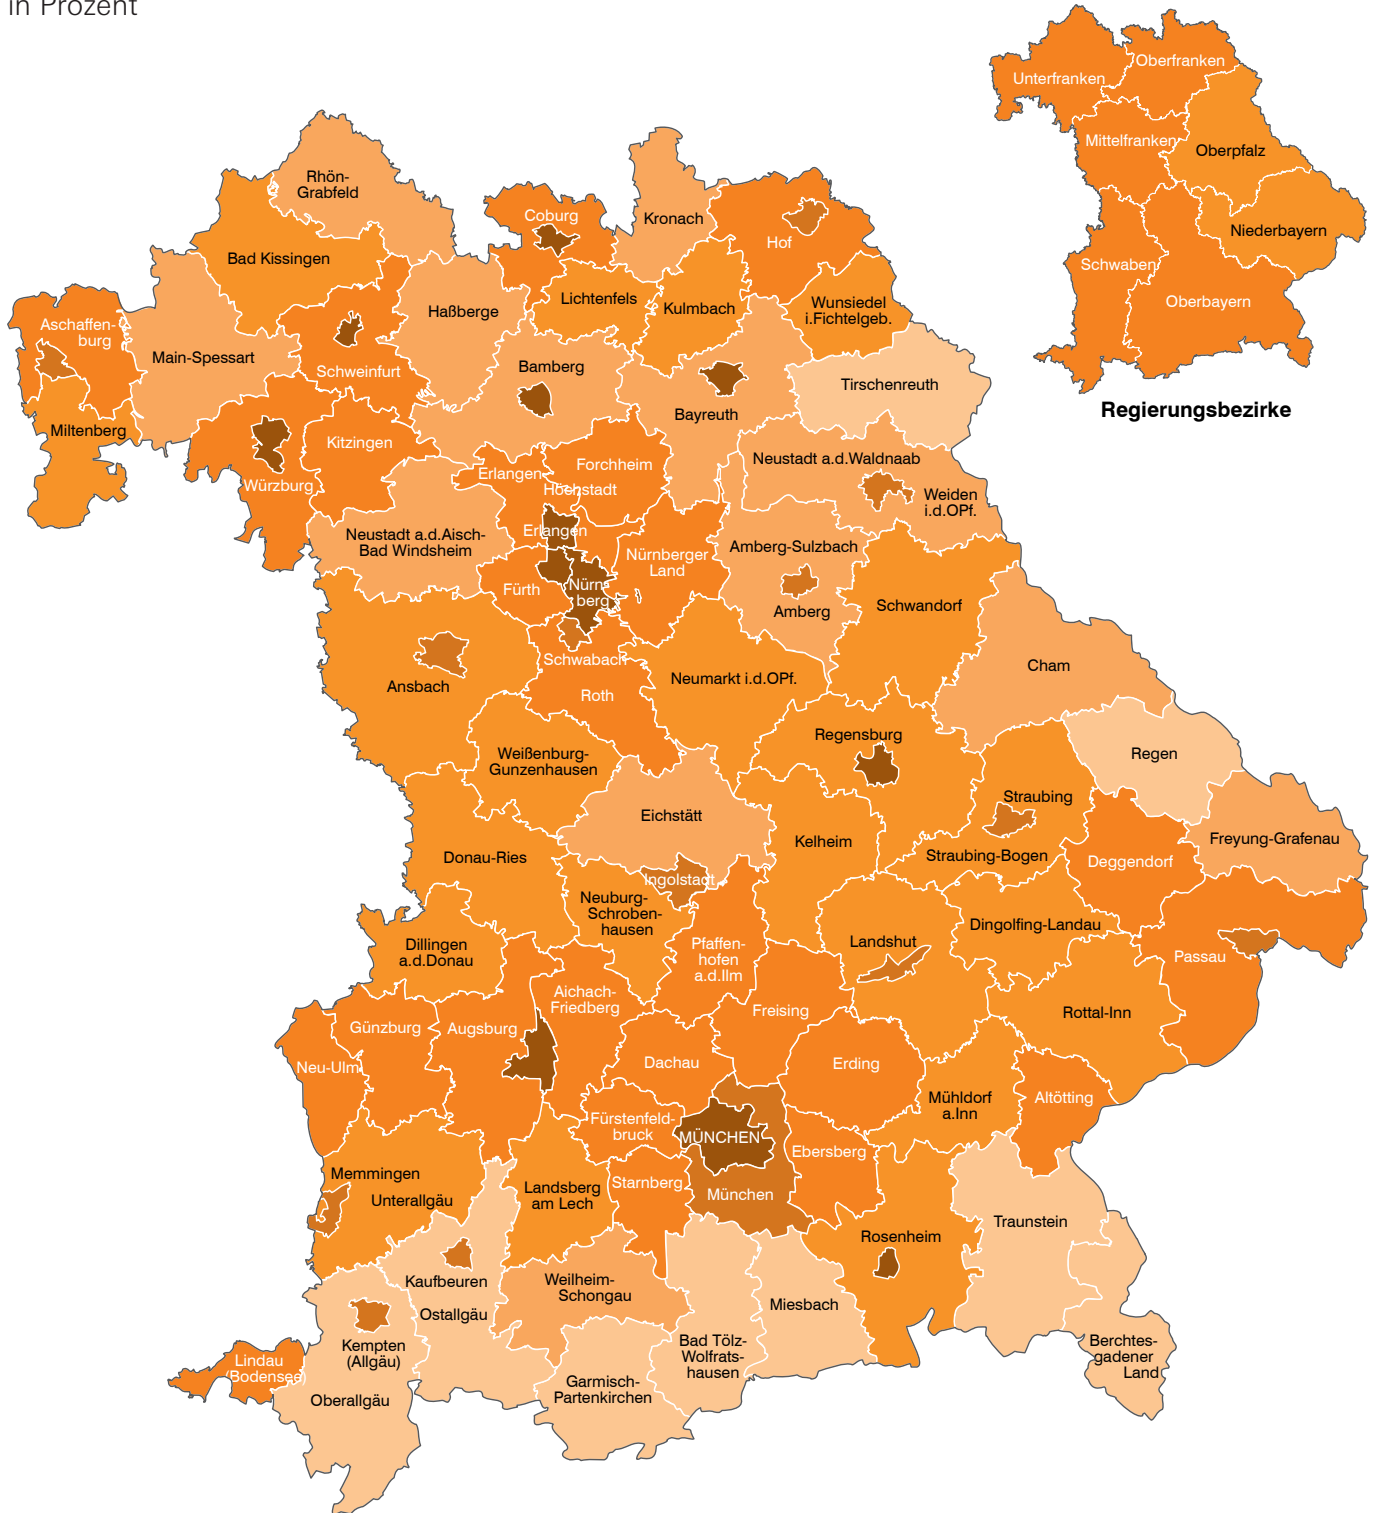 in Prozent
Unterfranken
Oberfranken
Mittelfranken
Oberpfalz
Niederbayern
Schwaben
Oberbayern
Regierungsbezirke
Rhön-
Grabfeld
Coburg
Kronach
Hof
Bad Kissingen
Lichtenfels
Kulmbach
Wunsiedel
i.Fichtelgeb.
Haßberge
Aschaffen-
burg
Main-Spessart
Schweinfurt
Bamberg
Tirschenreuth
Bayreuth
Miltenberg
Kitzingen
Würzburg
Erlangen-
Höchstadt
Forchheim
Neustadt a.d.Waldnaab
Weiden
i.d.OPf.
Neustadt a.d.Aisch-
Bad Windsheim
Erlangen
Nürnberger
Land
Amberg-Sulzbach
Fürth
Nürn-
berg
Amberg
Schwandorf
Schwabach
Roth
Ansbach
Neumarkt i.d.OPf.
Cham
Regensburg
Weißenburg-
Gunzenhausen
Regen
Straubing
Eichstätt
Kelheim
Freyung-Grafenau
Donau-Ries
Straubing-Bogen
Deggendorf
Ingolstadt
Neuburg-
Schroben-
hausen
Dingolfing-Landau
Dillingen
a.d.Donau
Pfaffen-
hofen
a.d.Ilm
Landshut
Passau
Aichach-
Friedberg
Freising
Rottal-Inn
Günzburg
Augsburg
Neu-Ulm
Dachau
Erding
Mühldorf
a.Inn
Altötting
Fürstenfeld-
bruck
MÜNCHEN
Ebersberg
Memmingen
Unterallgäu
Landsberg
am Lech
Starnberg
München
Traunstein
Rosenheim
Kaufbeuren
Weilheim-
Schongau
Ostallgäu
Miesbach
Kempten
(Allgäu)
Bad Tölz-
Wolfrats-
hausen
Berchtes-
gadener
Land
Lindau
(Bodensee)
Oberallgäu
Garmisch-
Partenkirchen